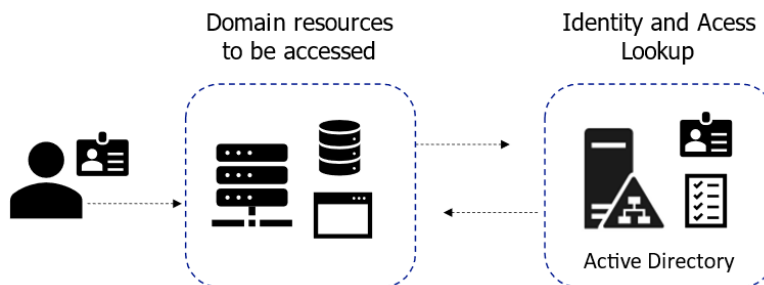 Domain resources
to be accessed
Identity and Acess
Lookup
Active Directory